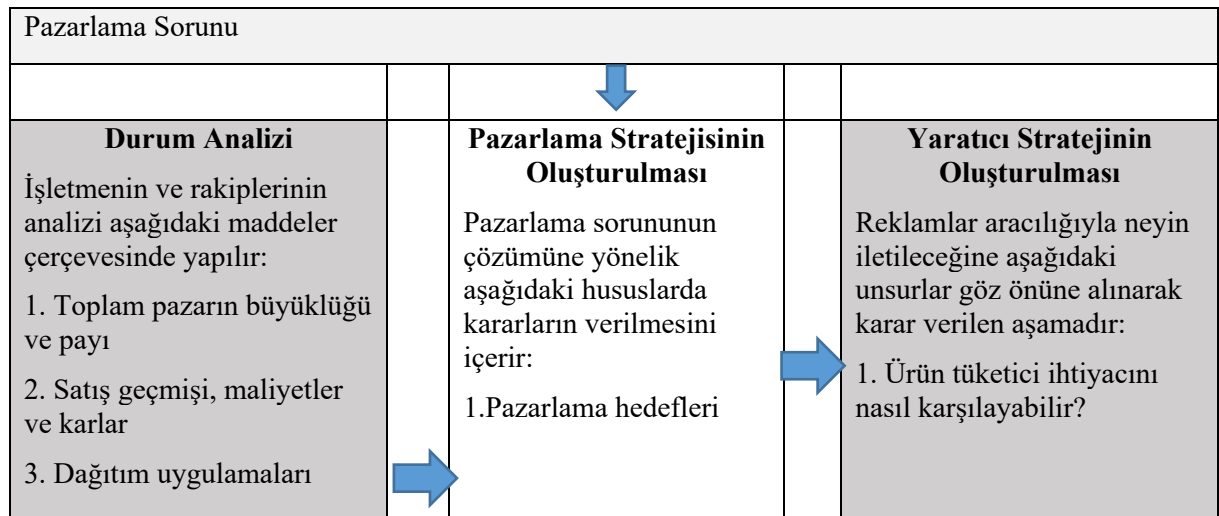 Pazarlama Sorunu
Durum Analizi
İşletmenin ve rakiplerinin
analizi aşağıdaki maddeler
çerçevesinde yapılır:
1. Toplam pazarın büyüklüğü
ve payı
2. Satış geçmişi, maliyetler
ve karlar
3. Dağıtım uygulamaları
Pazarlama Stratejisinin
Oluşturulması
Pazarlama sorununun
çözümüne yönelik
aşağıdaki hususlarda
kararların verilmesini
içerir:
1.Pazarlama hedefleri
Yaratıcı Stratejinin
Oluşturulması
Reklamlar aracılığıyla neyin
iletileceğine aşağıdaki
unsurlar göz önüne alınarak
karar verilen aşamadır:
1. Ürün tüketici ihtiyacını
nasıl karşılayabilir?